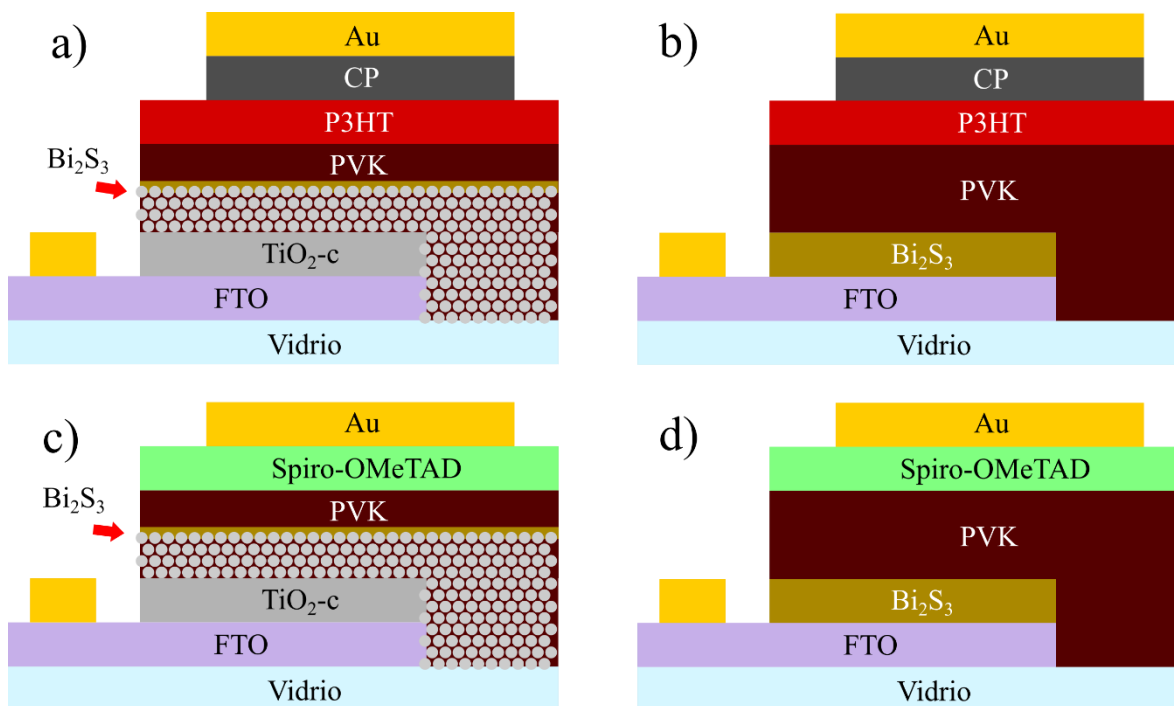 a)
Au
CP
P3HT
PVK
Bi₂S₃
TiO₂-c
FTO
Vidrio
b)
Au
CP
P3HT
PVK
Bi₂S₃
FTO
Vidrio
c)
Au
Spiro-OMeTAD
PVK
Bi₂S₃
TiO₂-c
FTO
Vidrio
d)
Au
Spiro-OMeTAD
PVK
Bi₂S₃
FTO
Vidrio